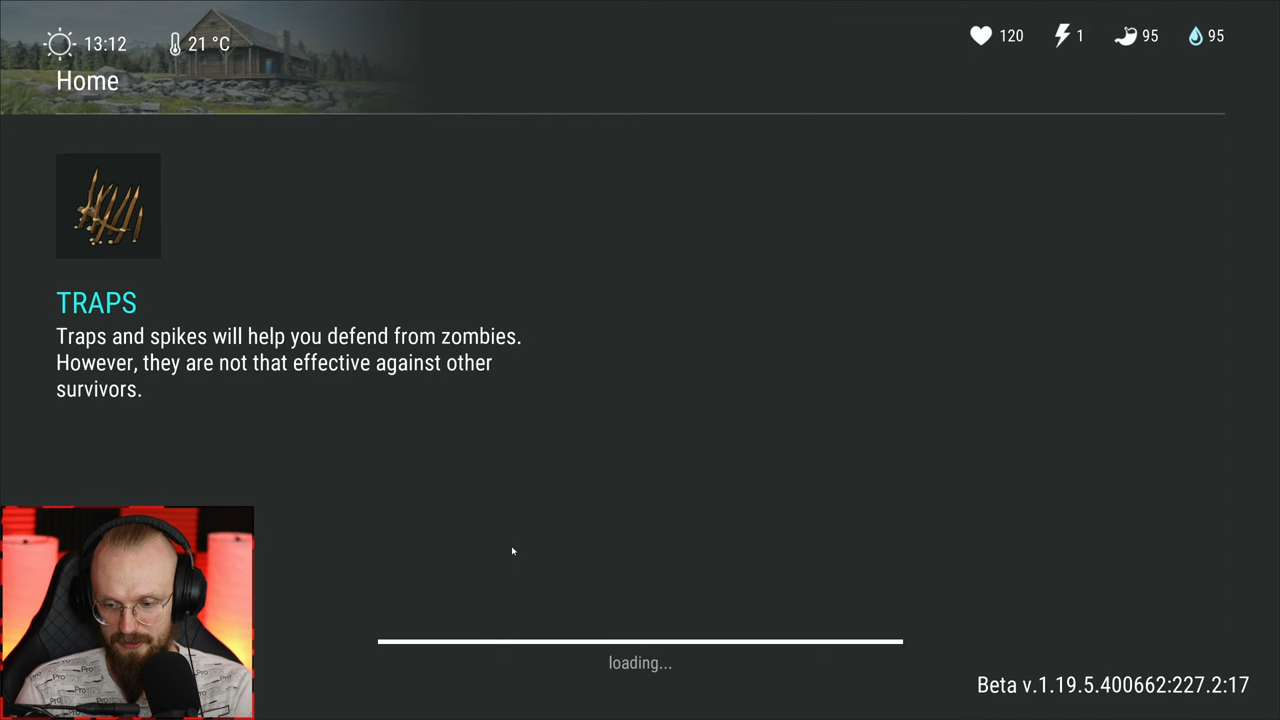 13:12 21 °C 120 1 95 95
Home
TRAPS
Traps and spikes will help you defend from zombies.
However, they are not that effective against other
survivors.
loading...
Beta v.1.19.5.400662:227.2:17